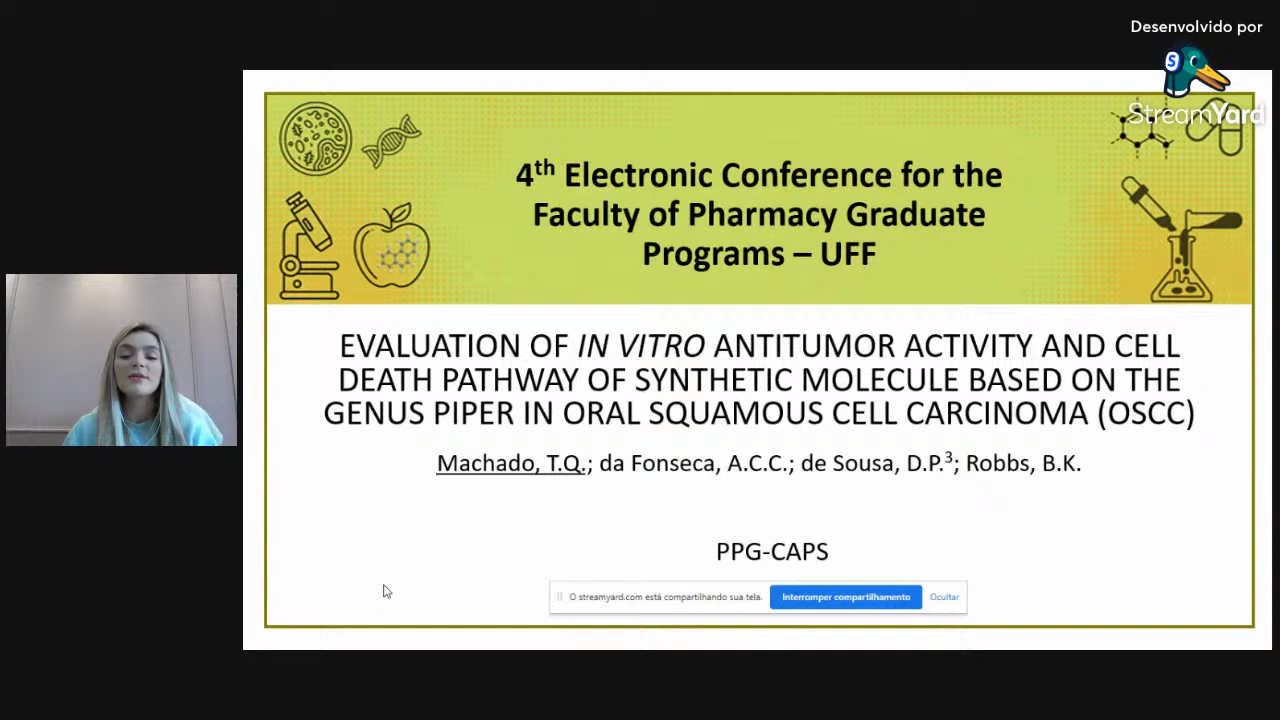 Desenvolvido por
S
StreamYard
4th Electronic Conference for the
Faculty of Pharmacy Graduate
Programs – UFF
EVALUATION OF IN VITRO ANTITUMOR ACTIVITY AND CELL
DEATH PATHWAY OF SYNTHETIC MOLECULE BASED ON THE
GENUS PIPER IN ORAL SQUAMOUS CELL CARCINOMA (OSCC)
Machado, T.Q.; da Fonseca, A.C.C.; de Sousa, D.P.³; Robbs, B.K.
PPG-CAPS
O streamyard.com está compartilhando sua tela. Interromper compartilhamento Ocultar